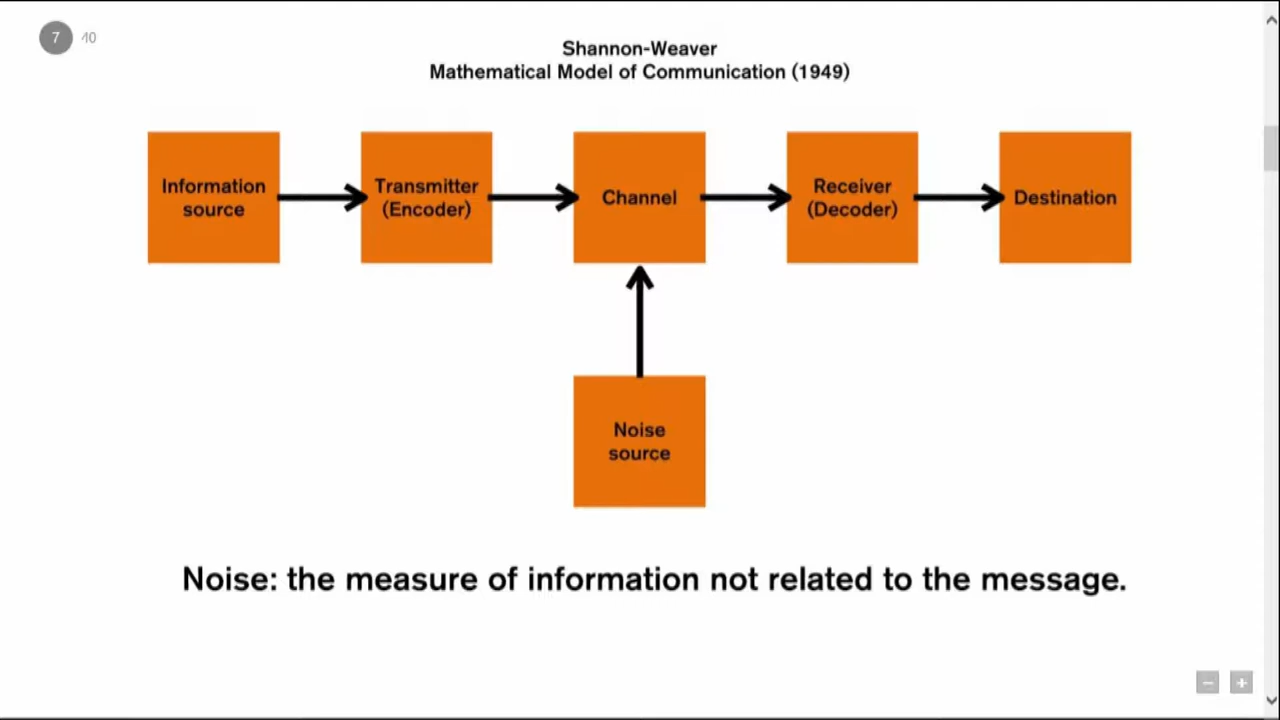 7 /10
Shannon-Weaver
Mathematical Model of Communication (1949)
Information
source
Transmitter
(Encoder)
Channel
Receiver
(Decoder)
Destination
Noise
source
Noise: the measure of information not related to the message.